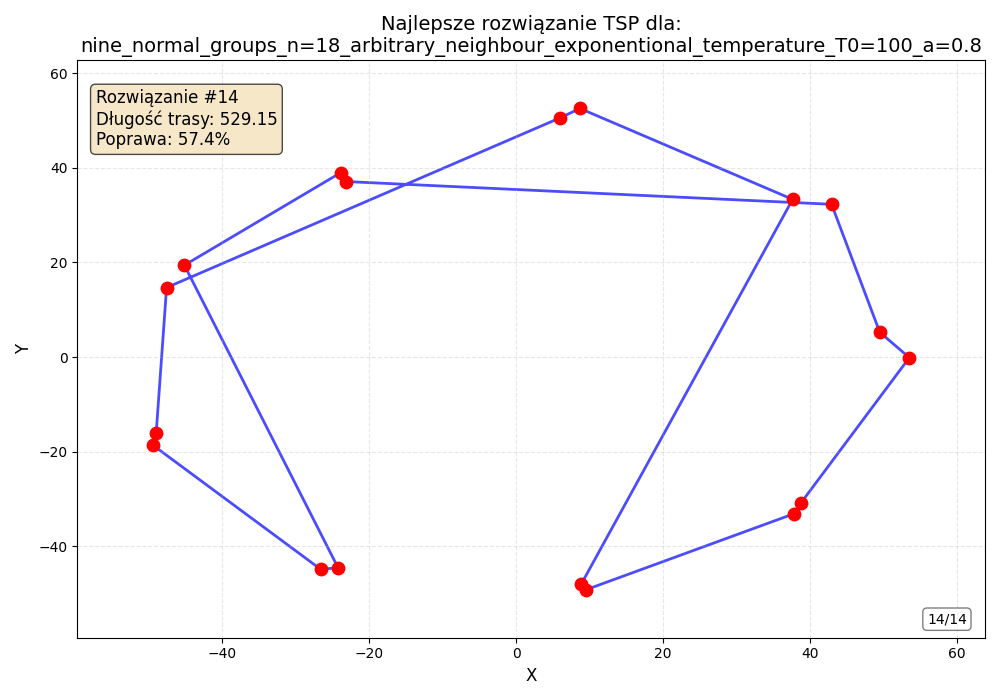 Najlepsze rozwiązanie TSP dla:
nine_normal_groups_n=18_arbitrary_neighbour_exponential_temperature_T0=100_a=0.8
Rozwiązanie #14
Długość trasy: 529.15
Poprawa: 57.4%
60
40
20
0
−20
−40
Y
14/14
−40
−20
0
20
40
60
X